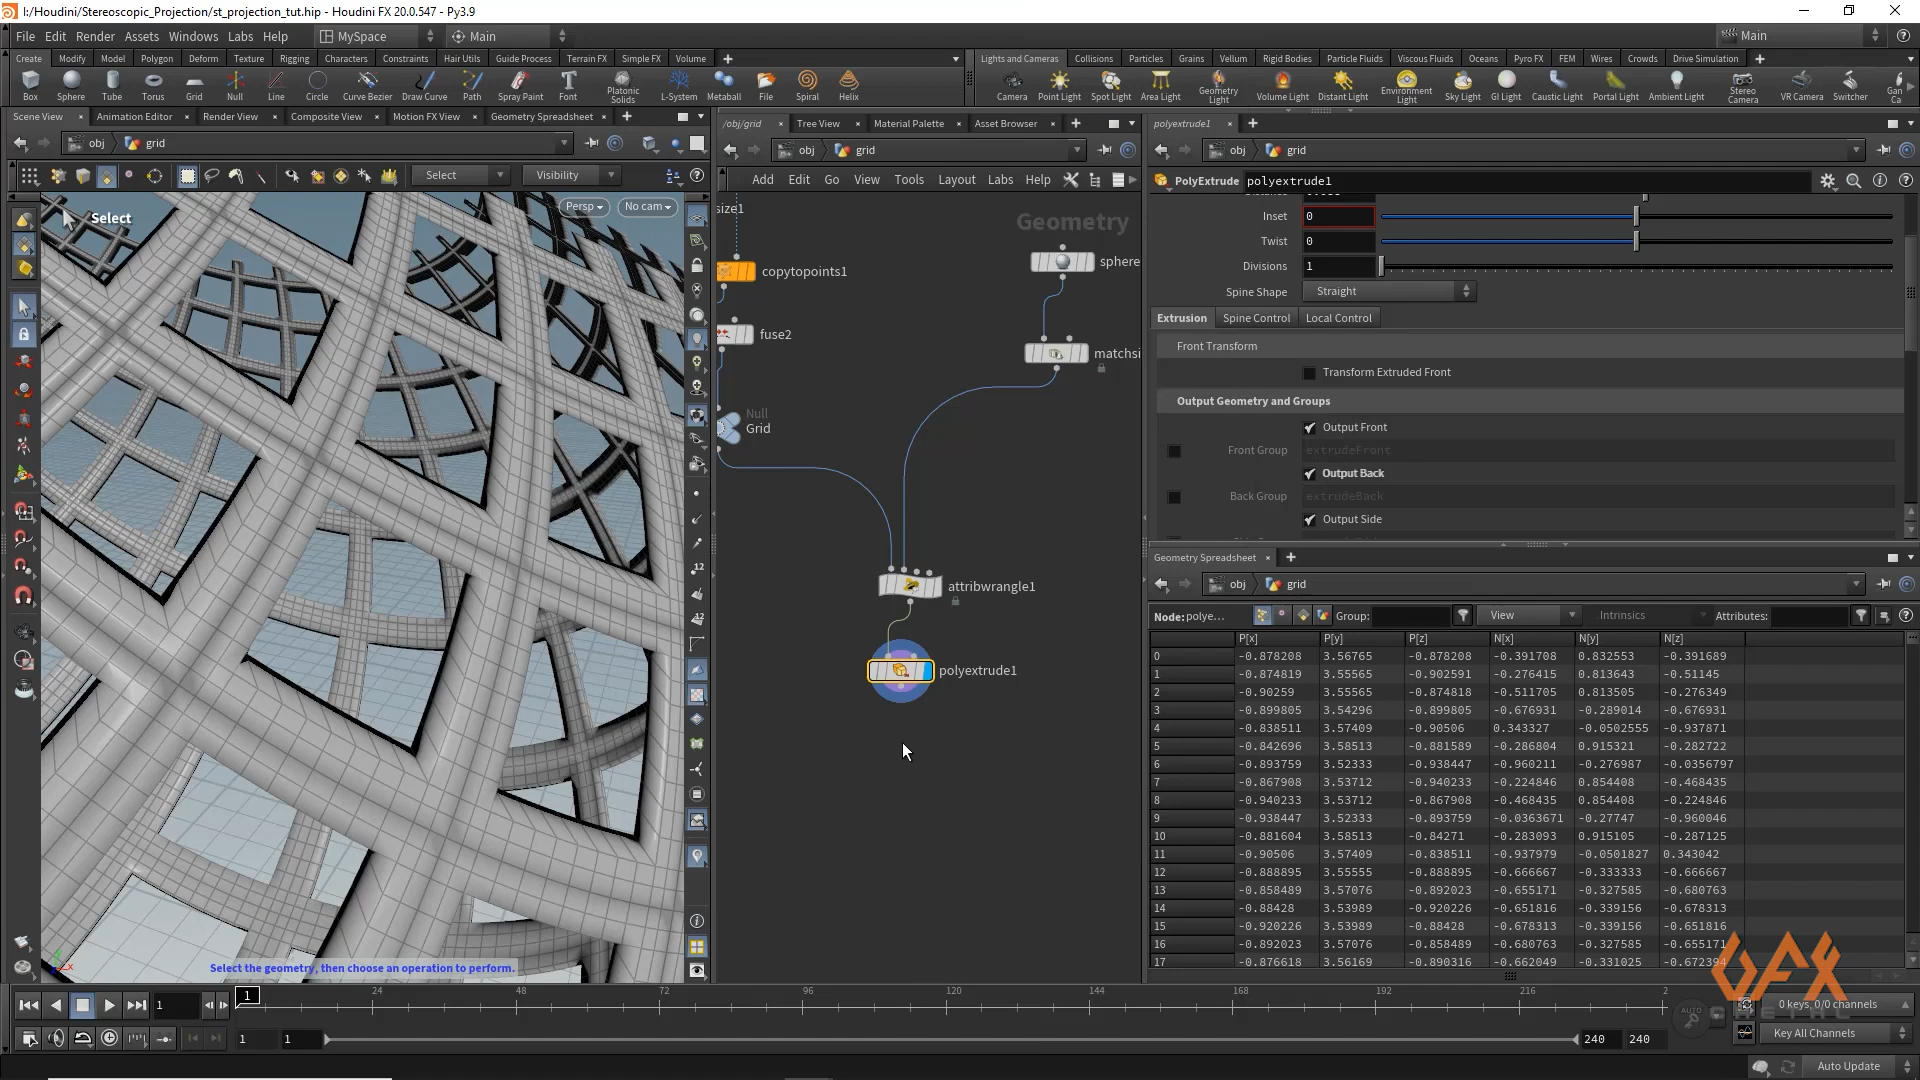 I:/Houdini/Stereoscopic_Projection/st_projection_tut.hip - Houdini FX 20.0.547 - Py3.9
File Edit Render Assets Windows Labs Help MySpace Main Main
Create Modify Model Polygon Deform Texture Rigging Characters Constraints Hair Utils Guide Process Terrain FX Simple FX Volume
Lights and Cameras Collisions Particles Grains Vellum Rigid Bodies Particle Fluids Viscous Fluids Oceans Pyro FX FEM Wires Crowds Drive Simulation
Box Sphere Tube Torus Grid Null Line Circle Curve Bezier Draw Curve Path Spray Paint Font Platonic Solids L-System Metaball File Spiral Helix
Camera Point Light Spot Light Area Light Geometry Light Volume Light Distant Light Environment Light Sky Light GI Light Caustic Light Portal Light Ambient Light Stereo Camera VR Camera Switcher Gan Ca
Scene View Animation Editor Render View Composite View Motion FX View Geometry Spreadsheet
/obj/grid Tree View Material Palette Asset Browser
polyextrude1
obj grid
obj grid
obj grid
Select Visibility
Add Edit Go View Tools Layout Labs Help
PolyExtrude polyextrude1
Select
Persp No cam
size1
Geometry
copytopoints1
sphere
fuse2
matchsi
Null
Grid
attribwrangle1
polyextrude1
Inset 0
Twist 0
Divisions 1
Spine Shape Straight
Extrusion Spine Control Local Control
Front Transform
Transform Extruded Front
Output Geometry and Groups
Output Front
Front Group extrudeFront
Output Back
Back Group extrudeBack
Output Side
Geometry Spreadsheet
obj grid
Node: polye... Group: View Intrinsics Attributes:
P[x] P[y] P[z] N[x] N[y] N[z]
0 -0.878208 3.56765 -0.878208 -0.391708 0.832553 -0.391689
1 -0.874819 3.55565 -0.902591 -0.276415 0.813643 -0.51145
2 -0.90259 3.55565 -0.874818 -0.511705 0.813505 -0.276349
3 -0.899805 3.54296 -0.899805 -0.676931 -0.289014 -0.676931
4 -0.838511 3.57409 -0.90506 0.343327 -0.0502555 -0.937871
5 -0.842696 3.58513 -0.881589 -0.286804 0.915321 -0.282722
6 -0.893759 3.52333 -0.938447 -0.960211 -0.276987 -0.0356797
7 -0.867908 3.53712 -0.940233 -0.224846 0.854408 -0.468435
8 -0.940233 3.53712 -0.867908 -0.468435 0.854408 -0.224846
9 -0.938447 3.52333 -0.893759 -0.0363671 -0.27747 -0.960046
10 -0.881604 3.58513 -0.84271 -0.283093 0.915105 -0.287125
11 -0.90506 3.57409 -0.838511 -0.937979 -0.0501827 0.343042
12 -0.888895 3.55555 -0.888895 -0.666667 -0.333333 -0.666667
13 -0.858489 3.57076 -0.892023 -0.655171 -0.327585 -0.680763
14 -0.88428 3.53989 -0.920226 -0.651816 -0.339156 -0.678313
15 -0.920226 3.53989 -0.88428 -0.678313 -0.339156 -0.651816
16 -0.892023 3.57076 -0.858489 -0.680763 -0.327585 -0.655171
17 -0.876618 3.56169 -0.890316 -0.662049 -0.331025 -0.672394
Select the geometry, then choose an operation to perform.
1 1 24 48 72 96 120 144 168 192 216 2
0 keys, 0/0 channels
1 1 240 240 Key All Channels
AUTO
Auto Update